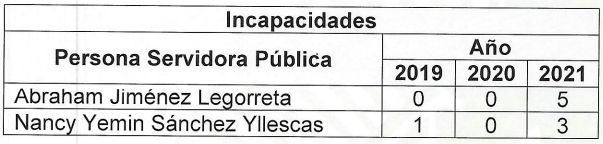 Incapacidades
Persona Servidora Pública Año
2019 2020 2021
Abraham Jiménez Legorreta 0 0 5
Nancy Yemin Sánchez Yllescas 1 0 3